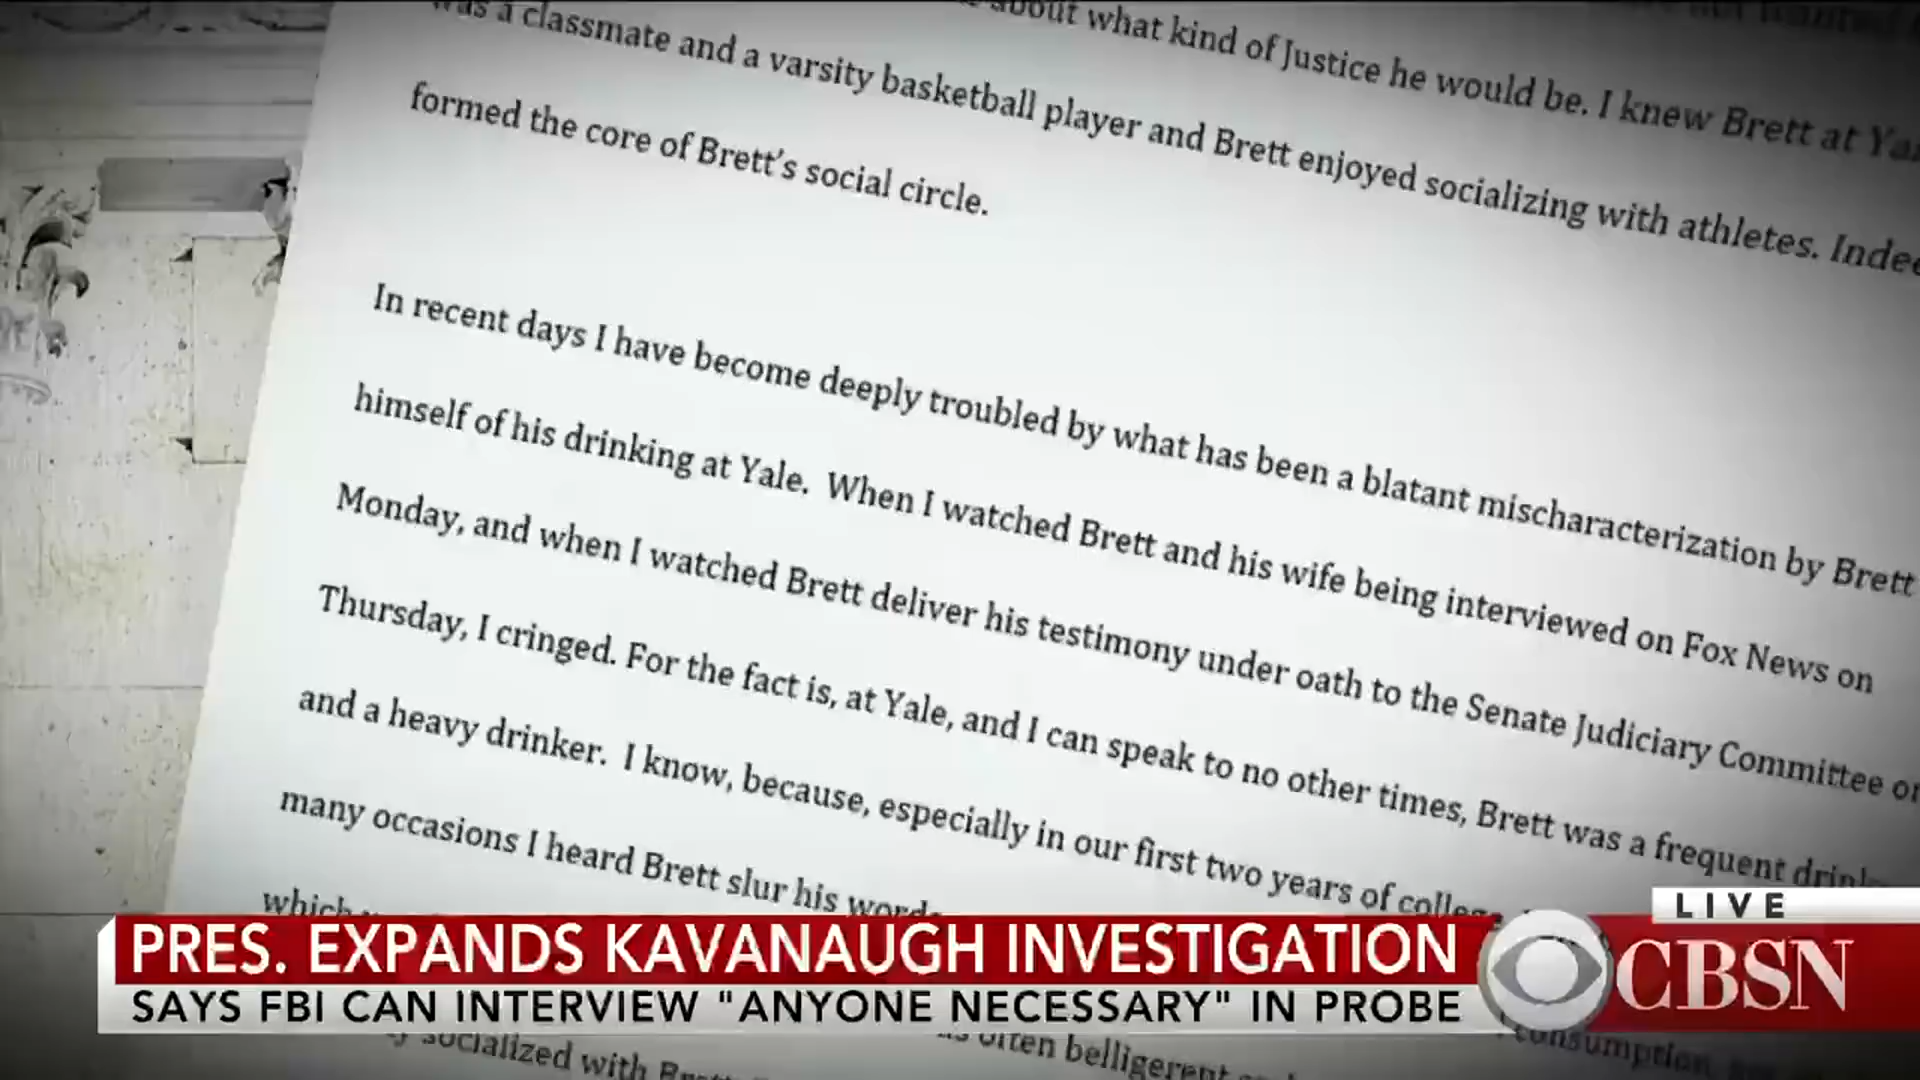 about what kind of Justice he would be. I knew Brett at
was a classmate and a varsity basketball player and Brett enjoyed socializing with athletes.
formed the core of Brett's social circle.
In recent days I have become deeply troubled by what has been a blatant mischaracterization by Brett
himself of his drinking at Yale. When I watched Brett and his wife being interviewed on Fox News on
Monday, and when I watched Brett deliver his testimony under oath to the Senate Judiciary Committee
Thursday, I cringed. For the fact is, at Yale, and I can speak to no other times, Brett was a frequent
and a heavy drinker. I know, because, especially in our first two years of
many occasions I heard Brett slur his
which
LIVE
PRES. EXPANDS KAVANAUGH INVESTIGATION
SAYS FBI CAN INTERVIEW "ANYONE NECESSARY" IN PROBE
CBSN
socialized with
often belligerent
consumption,